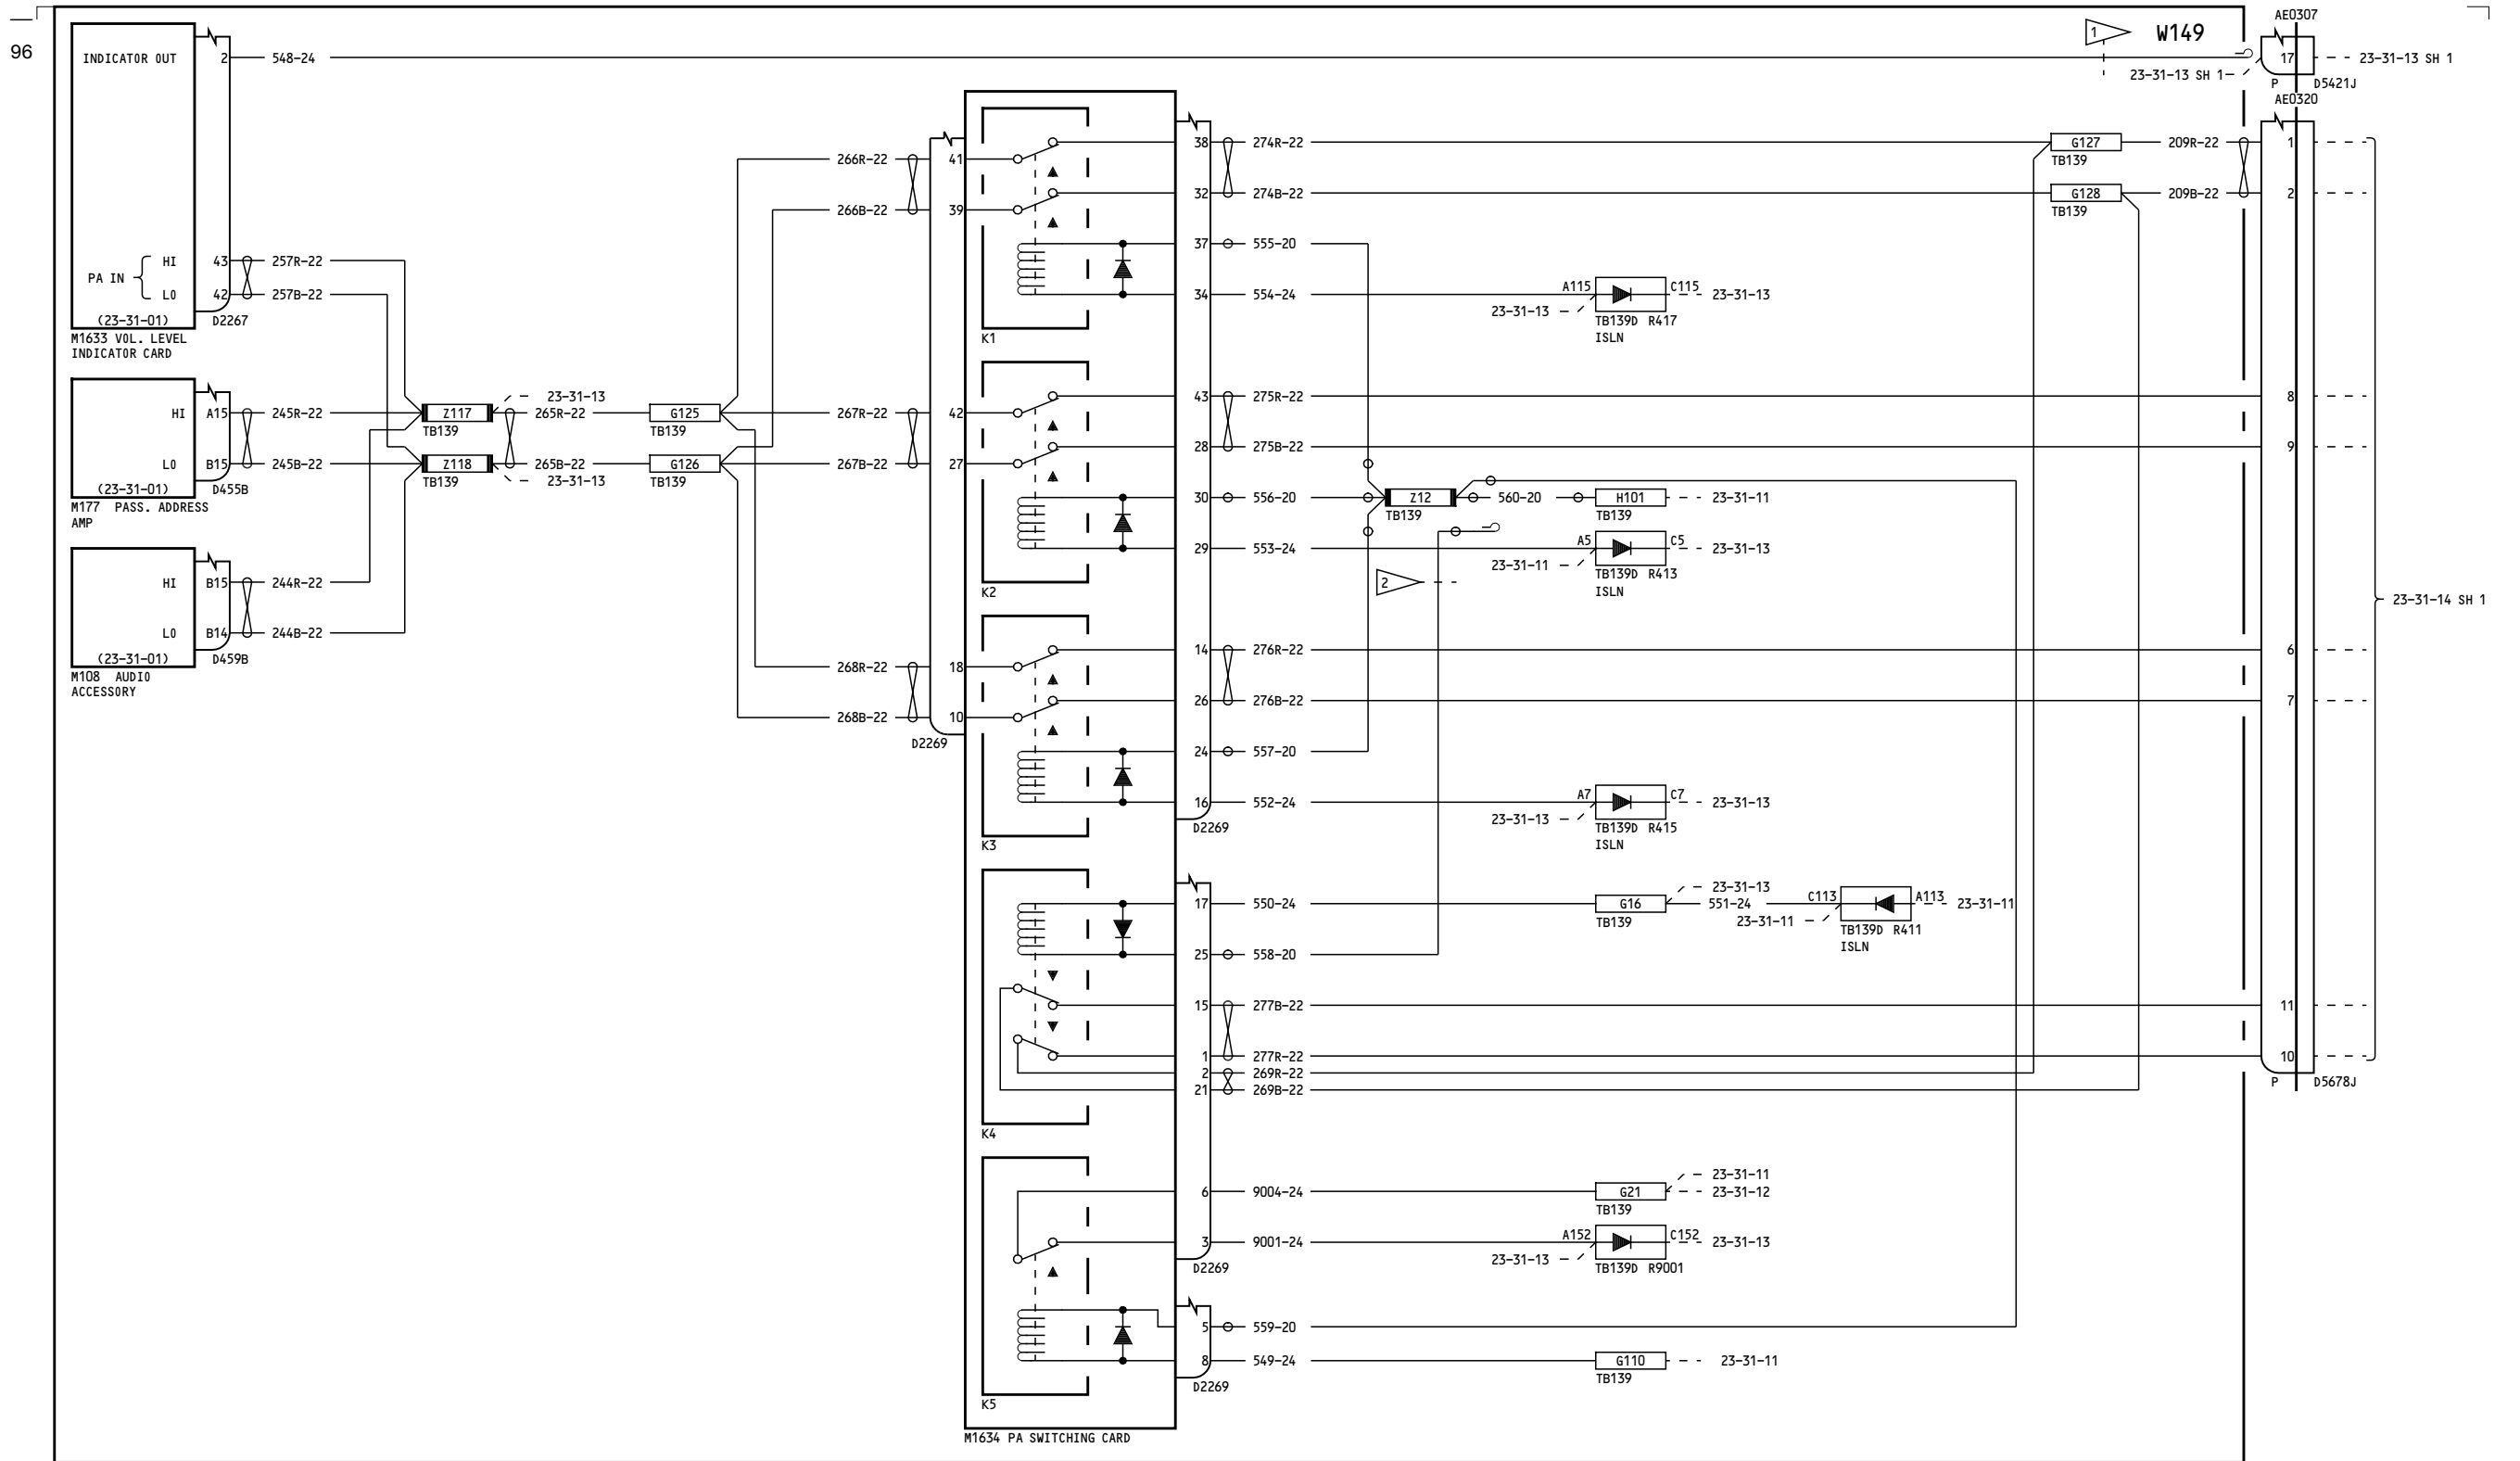 96
INDICATOR OUT 2 548-24
1 W149
AE0307
17 23-31-13 SH 1
23-31-13 SH 1
P D5421J
AE0320
PA IN HI 43 257R-22
LO 42 257B-22
(23-31-01) D2267
M1633 VOL. LEVEL
INDICATOR CARD
HI A15 245R-22
LO B15 245B-22
(23-31-01) D455B
M177 PASS. ADDRESS
AMP
HI B15 244R-22
LO B14 244B-22
(23-31-01) D459B
M108 AUDIO
ACCESSORY
Z117 23-31-13
TB139 265R-22
Z118 265B-22
TB139 23-31-13
G125
TB139
G126
TB139
266R-22 41
266B-22 39
267R-22 42
267B-22 27
268R-22 18
268B-22 10
D2269
K1
K2
K3
K4
K5
M1634 PA SWITCHING CARD
38 274R-22
32 274B-22
37 555-20
34 554-24
43 275R-22
28 275B-22
30 556-20
29 553-24
14 276R-22
26 276B-22
24 557-20
16 552-24
D2269
17 550-24
25 558-20
15 277B-22
1 277R-22
2 269R-22
21 269B-22
6 9004-24
3 9001-24
D2269
5 559-20
8 549-24
D2269
G127 209R-22 1
TB139
G128 209B-22 2
TB139
A115 C115 23-31-13
23-31-13
TB139D R417
ISLN
Z12 560-20 H101 23-31-11
TB139 TB139
A5 C5 23-31-13
23-31-11
TB139D R413
ISLN
2
A7 C7 23-31-13
23-31-13
TB139D R415
ISLN
G16 23-31-13
TB139 551-24
C113 A113 23-31-11
23-31-11
TB139D R411
ISLN
G21 23-31-11
23-31-12
TB139
A152 C152 23-31-13
23-31-13
TB139D R9001
G110 23-31-11
TB139
8
9
6
7
11
10
P D5678J
23-31-14 SH 1